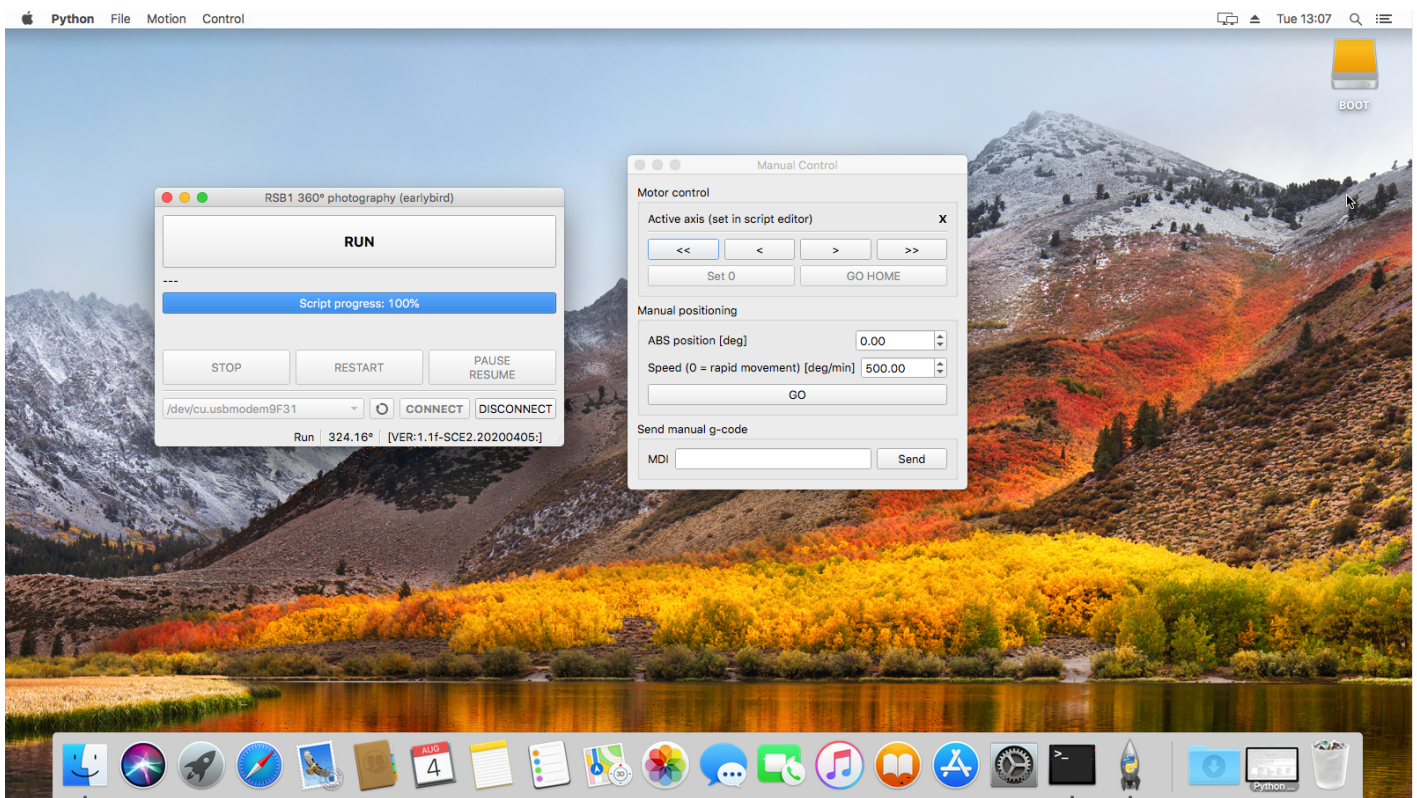 Python File Motion Control
Tue 13:07
BOOT
RSB1 360° photography (earlybird)
RUN
---
Script progress: 100%
STOP RESTART PAUSE
RESUME
/dev/cu.usbmodem9F31 CONNECT DISCONNECT
Run 324.16° [VER:1.1f-SCE2.20200405:]
Manual Control
Motor control
Active axis (set in script editor) X
<< < > >>
Set 0 GO HOME
Manual positioning
ABS position [deg] 0.00
Speed (0 = rapid movement) [deg/min] 500.00
GO
Send manual g-code
MDI Send
AUG
4
3D
>_
Python ...